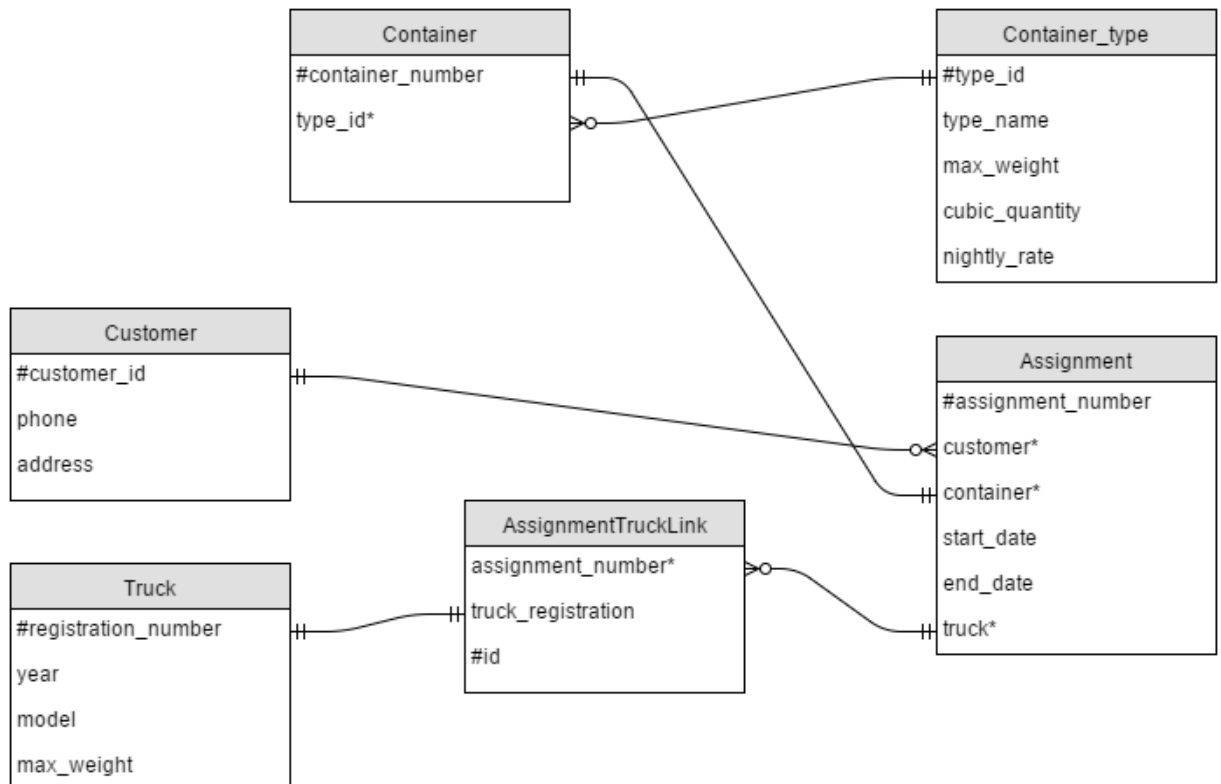 Container
#container_number
type_id*
Container_type
#type_id
type_name
max_weight
cubic_quantity
nightly_rate
Customer
#customer_id
phone
address
Assignment
#assignment_number
customer*
container*
start_date
end_date
truck*
AssignmentTruckLink
assignment_number*
truck_registration
#id
Truck
#registration_number
year
model
max_weight